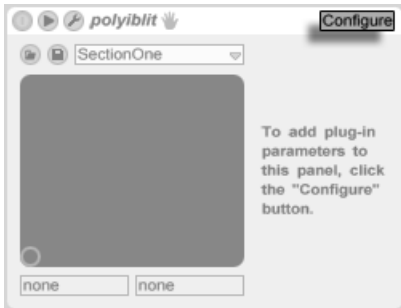 polyiblit
Configure
SectionOne
To add plug-in
parameters to
this panel, click
the "Configure"
button.
none
none